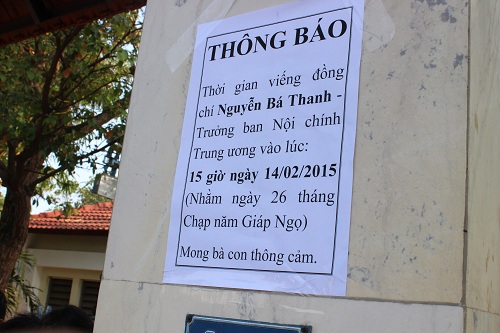 THÔNG BÁO
Thời gian viếng đồng
chí Nguyễn Bá Thanh -
Trưởng ban Nội chính
Trung ương vào lúc:
15 giờ ngày 14/02/2015
(Nhằm ngày 26 tháng
Chạp năm Giáp Ngọ)
Mong bà con thông cảm.